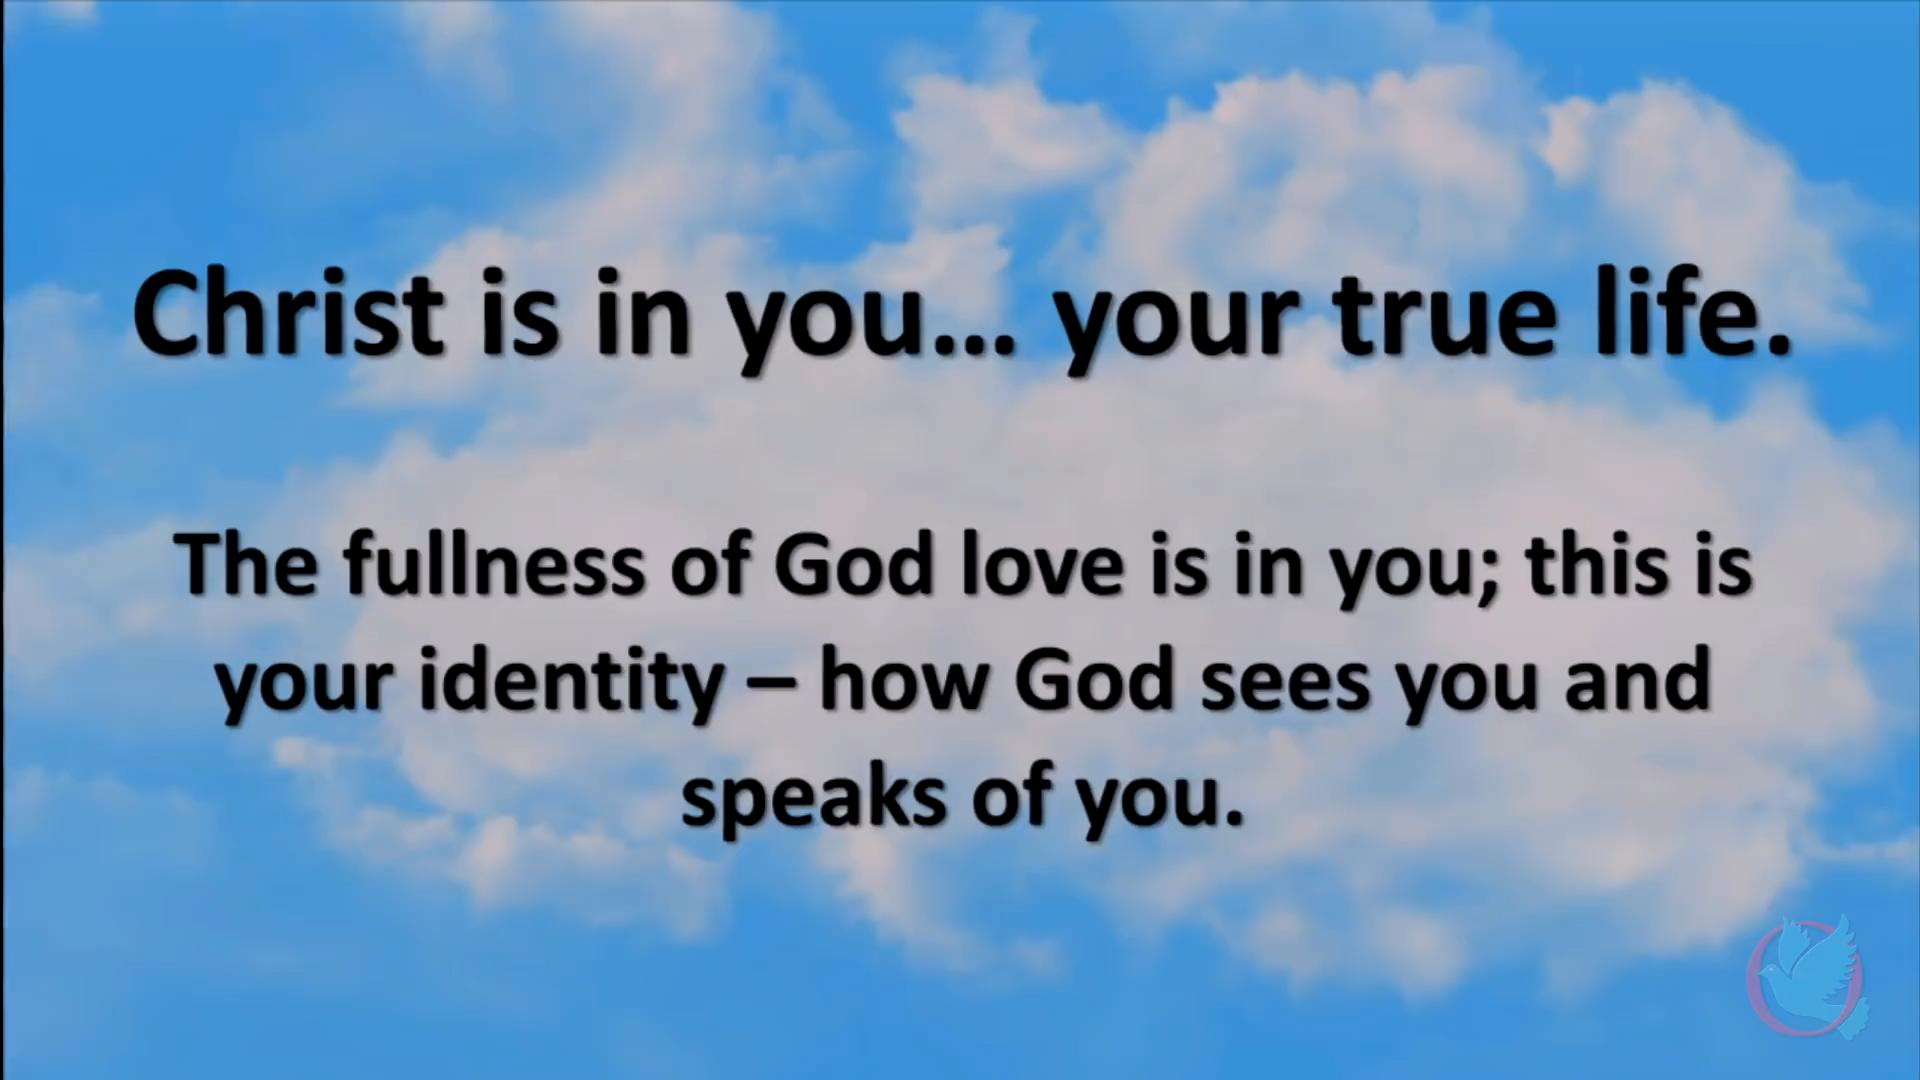 Christ is in you... your true life.
The fullness of God love is in you; this is
your identity – how God sees you and
speaks of you.